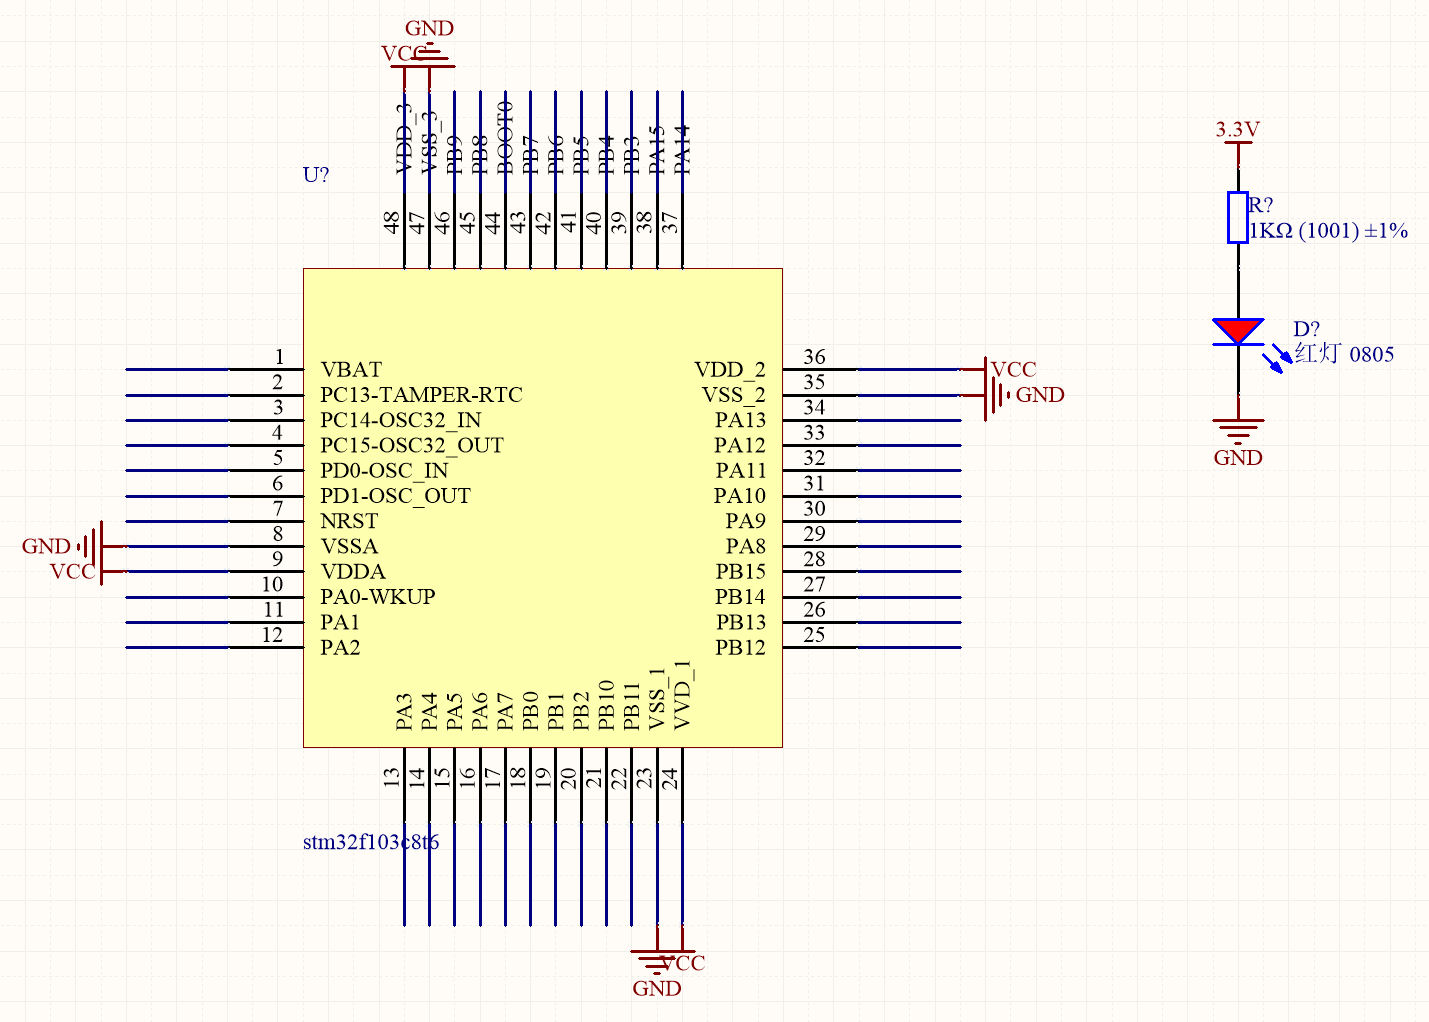 GND
VCC
VDD_3
VSS_3
PB9
PB8
BOOT0
PB7
PB6
PB5
PB4
PB3
PA15
PA14
U?
48
47
46
45
44
43
42
41
40
39
38
37
1 VBAT
2 PC13-TAMPER-RTC
3 PC14-OSC32_IN
4 PC15-OSC32_OUT
5 PD0-OSC_IN
6 PD1-OSC_OUT
7 NRST
GND 8 VSSA
VCC 9 VDDA
10 PA0-WKUP
11 PA1
12 PA2
VDD_2 36 VCC
VSS_2 35 GND
PA13 34
PA12 33
PA11 32
PA10 31
PA9 30
PA8 29
PB15 28
PB14 27
PB13 26
PB12 25
PA3
PA4
PA5
PA6
PA7
PB0
PB1
PB2
PB10
PB11
VSS_1
VVD_1
13
14
15
16
17
18
19
20
21
22
23
24
stm32f103c8t6
VCC
GND
3.3V
R?
1KΩ (1001) ±1%
D?
红灯 0805
GND